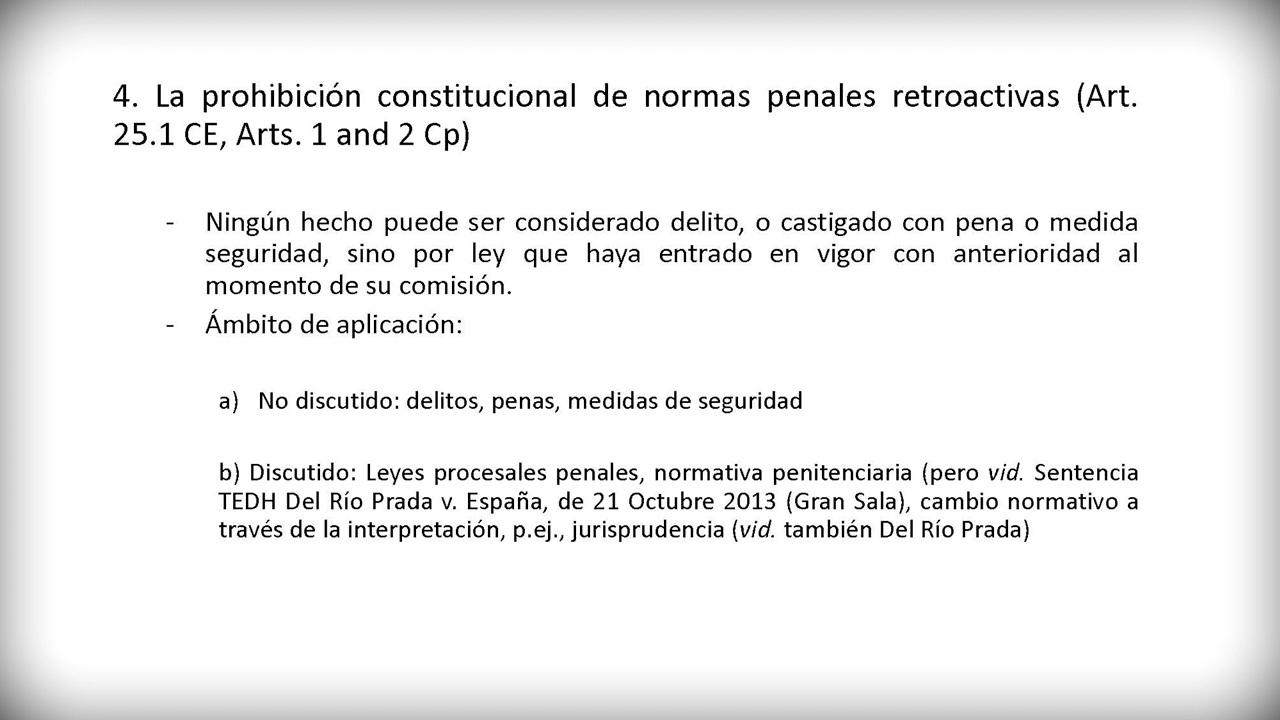 4. La prohibición constitucional de normas penales retroactivas (Art.
25.1 CE, Arts. 1 and 2 Cp)
- Ningún hecho puede ser considerado delito, o castigado con pena o medida
seguridad, sino por ley que haya entrado en vigor con anterioridad al
momento de su comisión.
- Ámbito de aplicación:
a) No discutido: delitos, penas, medidas de seguridad
b) Discutido: Leyes procesales penales, normativa penitenciaria (pero vid. Sentencia
TEDH Del Río Prada v. España, de 21 Octubre 2013 (Gran Sala), cambio normativo a
través de la interpretación, p.ej., jurisprudencia (vid. también Del Río Prada)